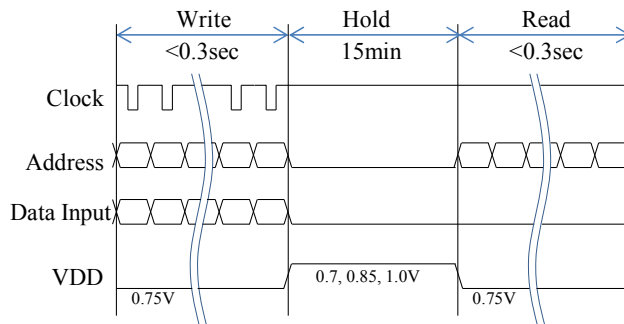 Write Hold Read
<0.3sec 15min <0.3sec
Clock
Address
Data Input
VDD
0.7, 0.85, 1.0V
0.75V 0.75V